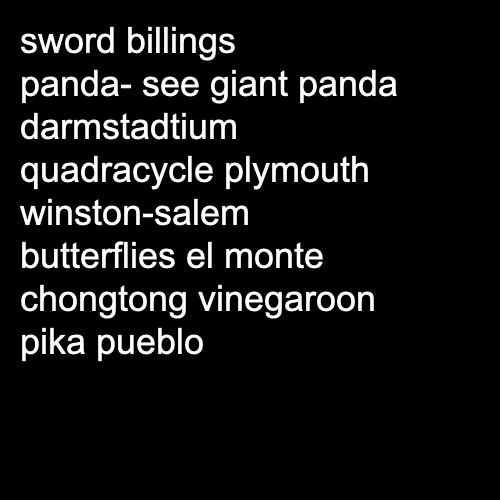 sword billings
panda- see giant panda
darmstadtium
quadracycle plymouth
winston-salem
butterflies el monte
chongtong vinegaroon
pika pueblo